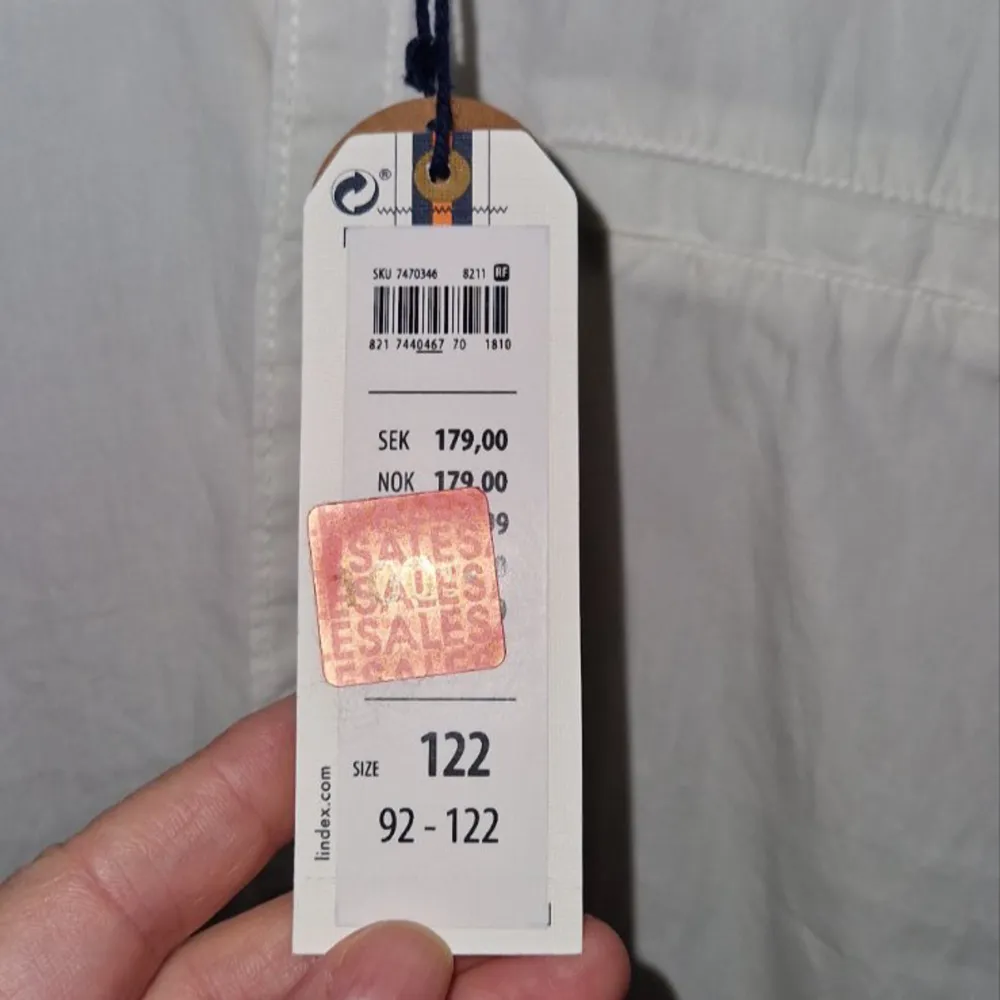 ®
SKU 7470346 8211 RF
821 7440467 70 1810
SEK 179,00
NOK 179,00
SALES
SALES
ESALES
SIZE 122
92 - 122
lindex.com